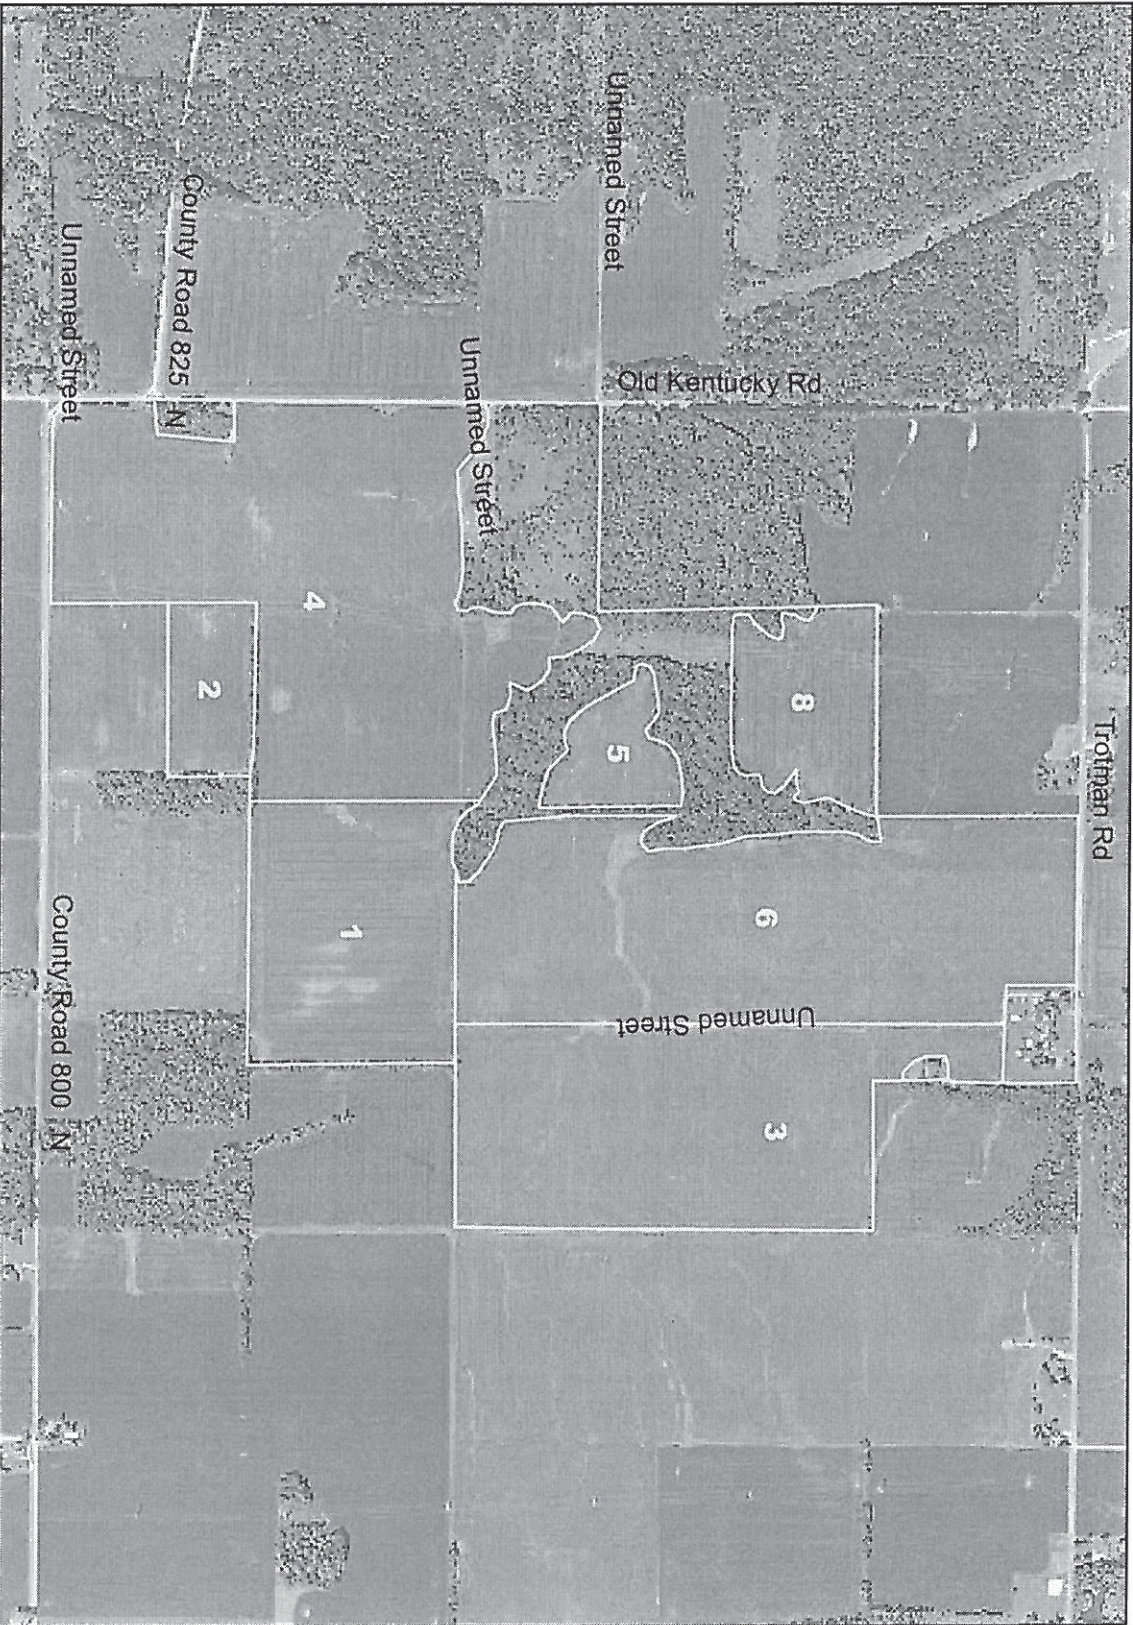 Unnamed Street
County Road 825 N
Unnamed Street
Unnamed Street
Old Kentucky Rd
Trotman Rd
4
2
8
5
1
6
Unnamed Street
3
County Road 800 N